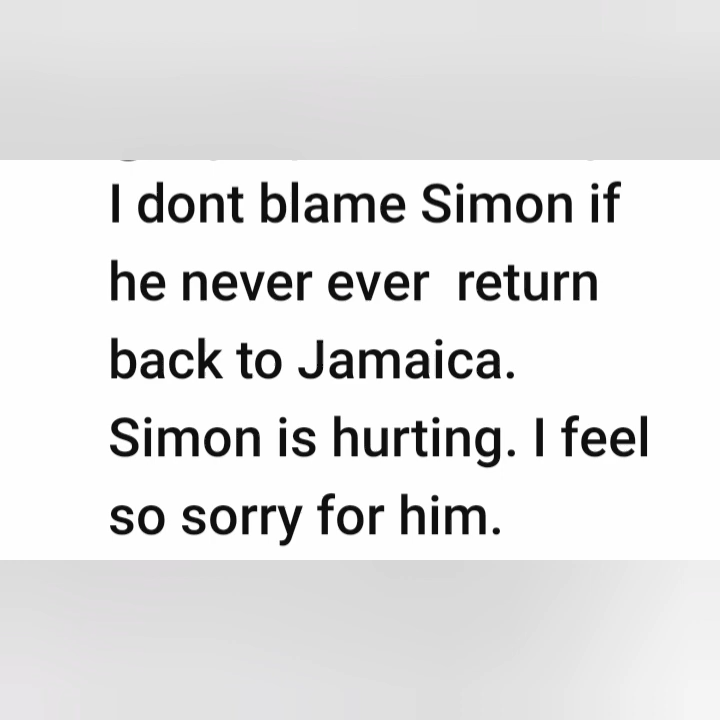 I dont blame Simon if
he never ever  return
back to Jamaica.
Simon is hurting. I feel
so sorry for him.